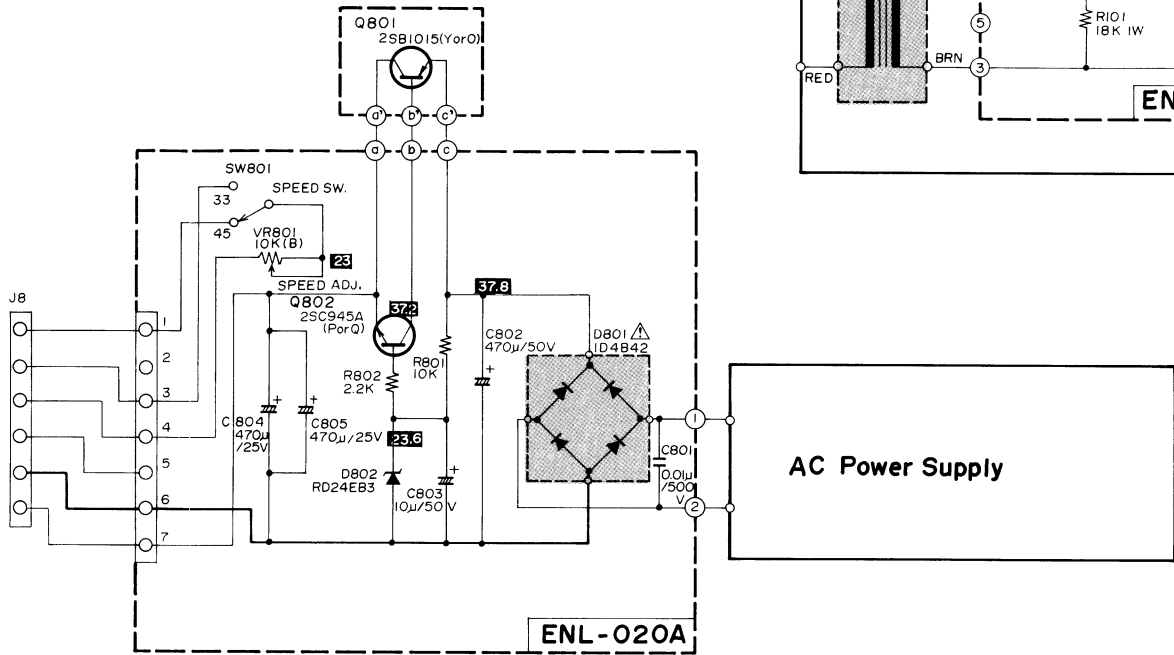 Q801
2SB1015(YorO)
a' b' c'
a b c
5
R101
18K 1W
RED
BRN
3
EN
SW801
33
SPEED SW.
45
VR801
10K(B)
23
SPEED ADJ.
Q802
2SC945A
(PorQ)
37.2
37.8
J8
1
2
3
4
5
6
7
R802
2.2K
R801
10K
C802
470μ/50V
D801
1D4B42
C804
470μ
/25V
C805
470μ/25V
23.6
D802
RD24EB3
C803
10μ/50V
C801
0.01μ
/500
V
1
2
AC Power Supply
ENL-020A